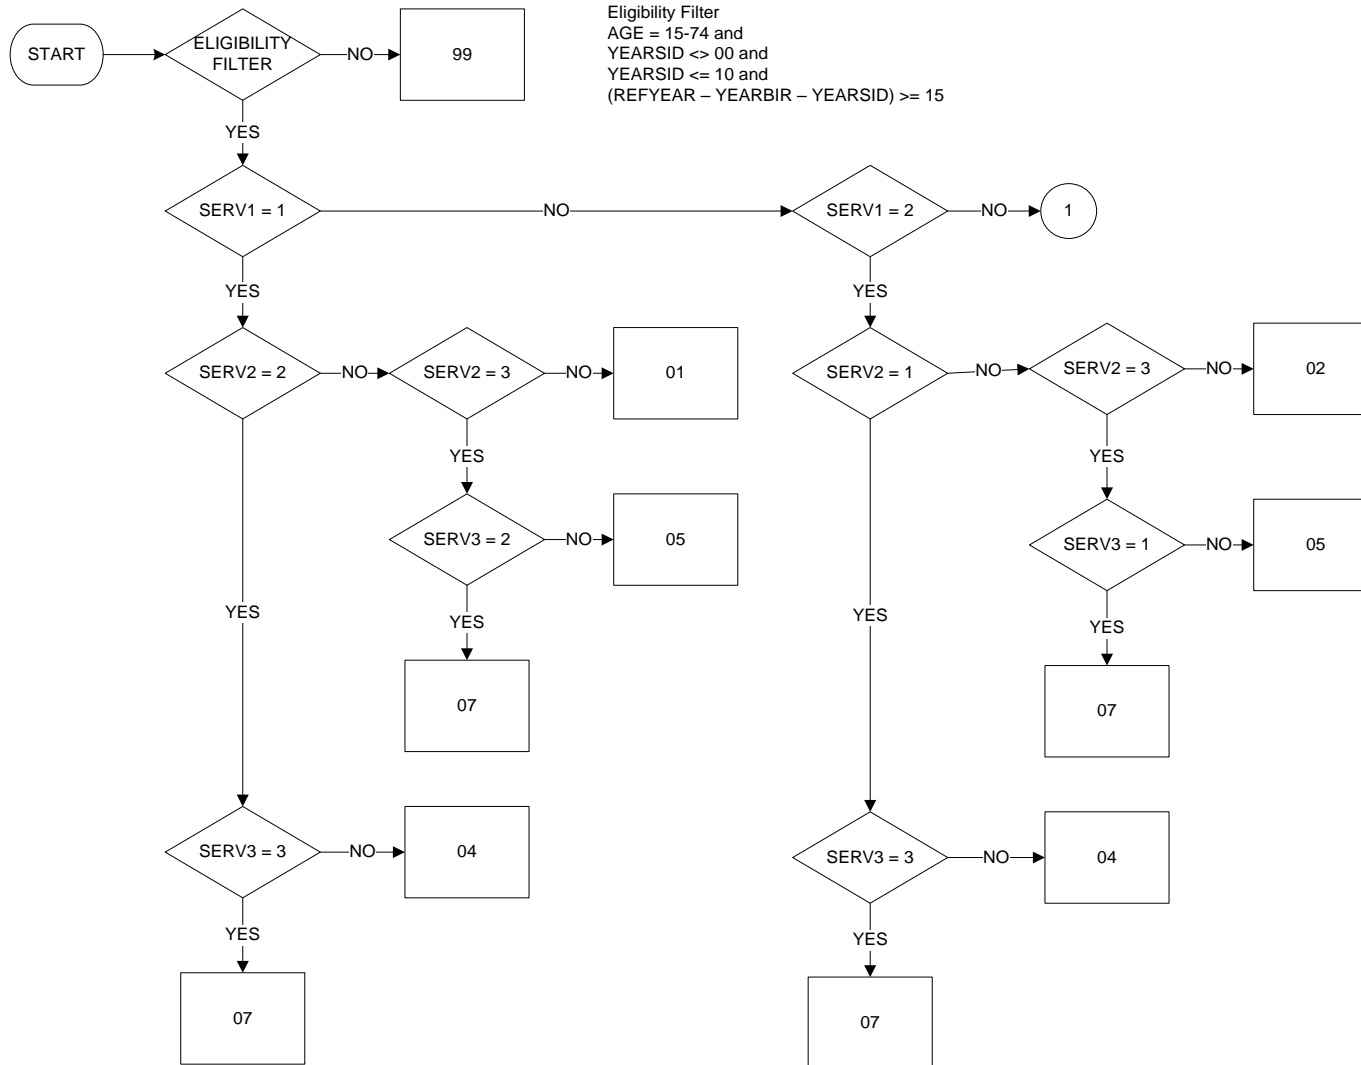 Eligibility Filter
AGE = 15-74 and
YEARSID <> 00 and
YEARSID <= 10 and
(REFYEAR – YEARBIR – YEARSID) >= 15
START
ELIGIBILITY
FILTER
NO
99
YES
SERV1 = 1
NO
SERV1 = 2
NO
1
YES
YES
SERV2 = 2
NO
SERV2 = 3
NO
01
SERV2 = 1
NO
SERV2 = 3
NO
02
YES
YES
SERV3 = 2
NO
05
SERV3 = 1
NO
05
YES
YES
YES
YES
07
07
SERV3 = 3
NO
04
SERV3 = 3
NO
04
YES
YES
07
07